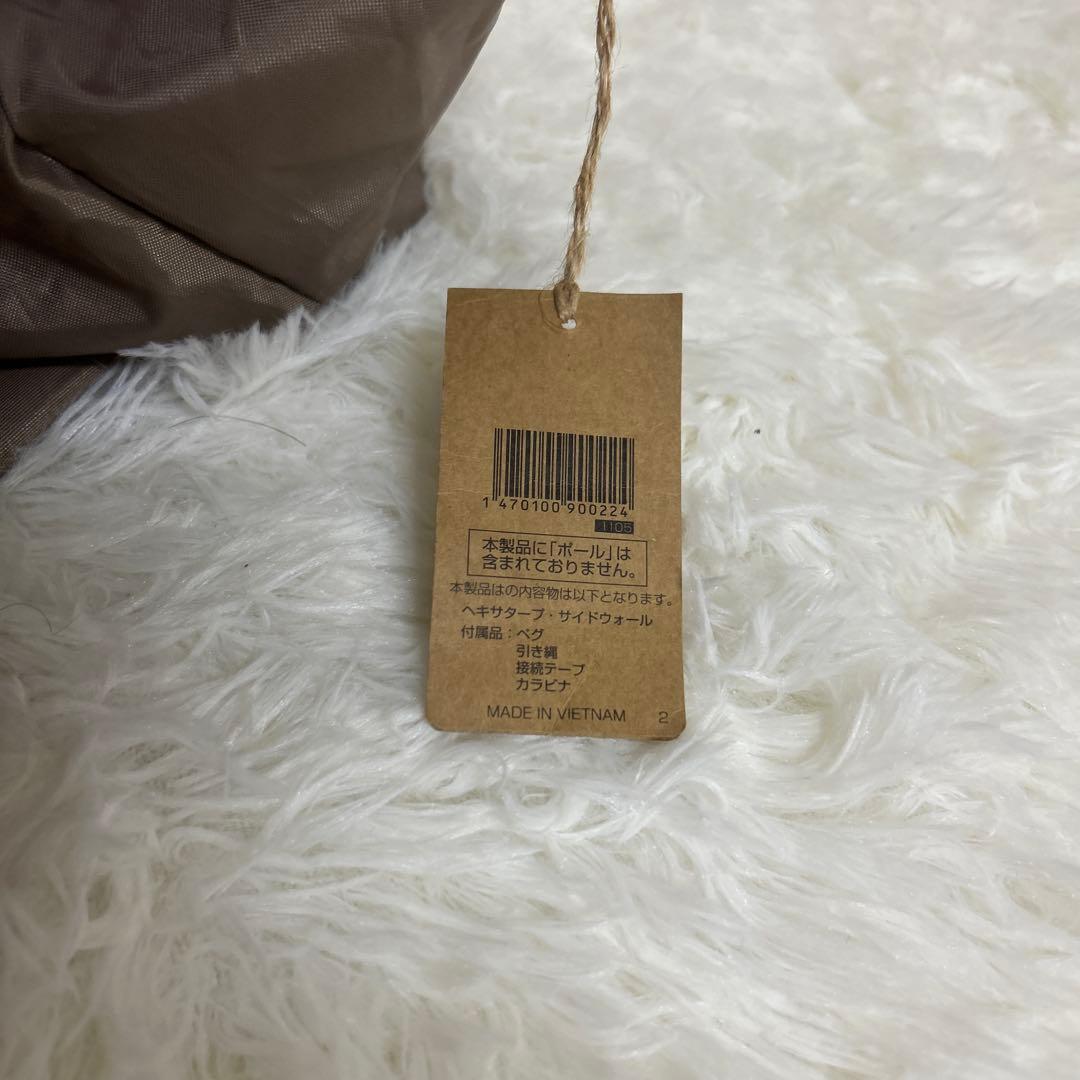 1 470100 900224
1105
本製品に「ポール」は
含まれておりません。
本製品はの内容物は以下となります。
ヘキサタープ・サイドウォール
付属品：ペグ
引き縄
接続テープ
カラビナ
MADE IN VIETNAM 2